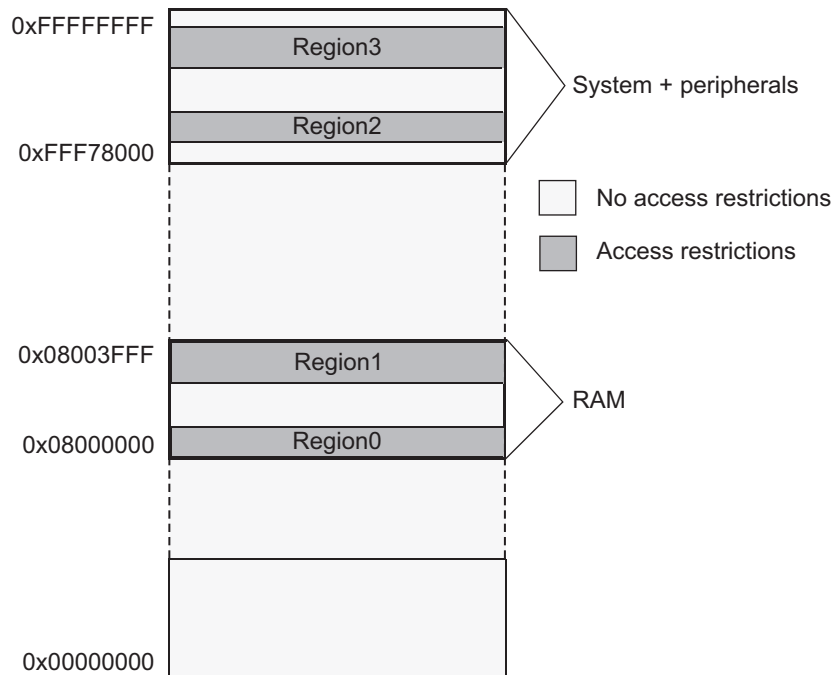 0xFFFFFFFF
Region3
System + peripherals
Region2
0xFFF78000
No access restrictions
Access restrictions
0x08003FFF
Region1
RAM
0x08000000
Region0
0x00000000